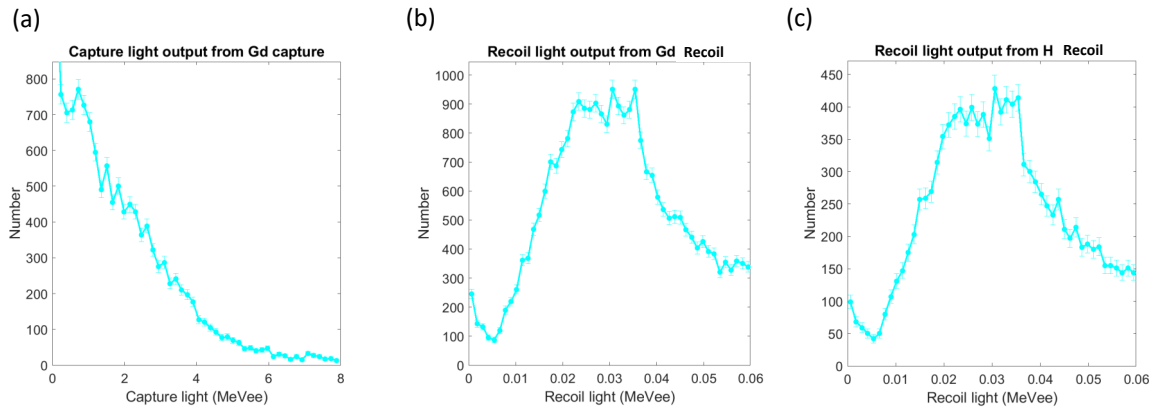 (a)
Capture light output from Gd capture
800
700
600
500
400
300
200
100
0
Number
0 2 4 6 8
Capture light (MeVee)
(b)
Recoil light output from Gd Recoil
1000
900
800
700
600
500
400
300
200
100
0
Number
0 0.01 0.02 0.03 0.04 0.05 0.06
Recoil light (MeVee)
(c)
Recoil light output from H Recoil
450
400
350
300
250
200
150
100
50
0
Number
0 0.01 0.02 0.03 0.04 0.05 0.06
Recoil light (MeVee)